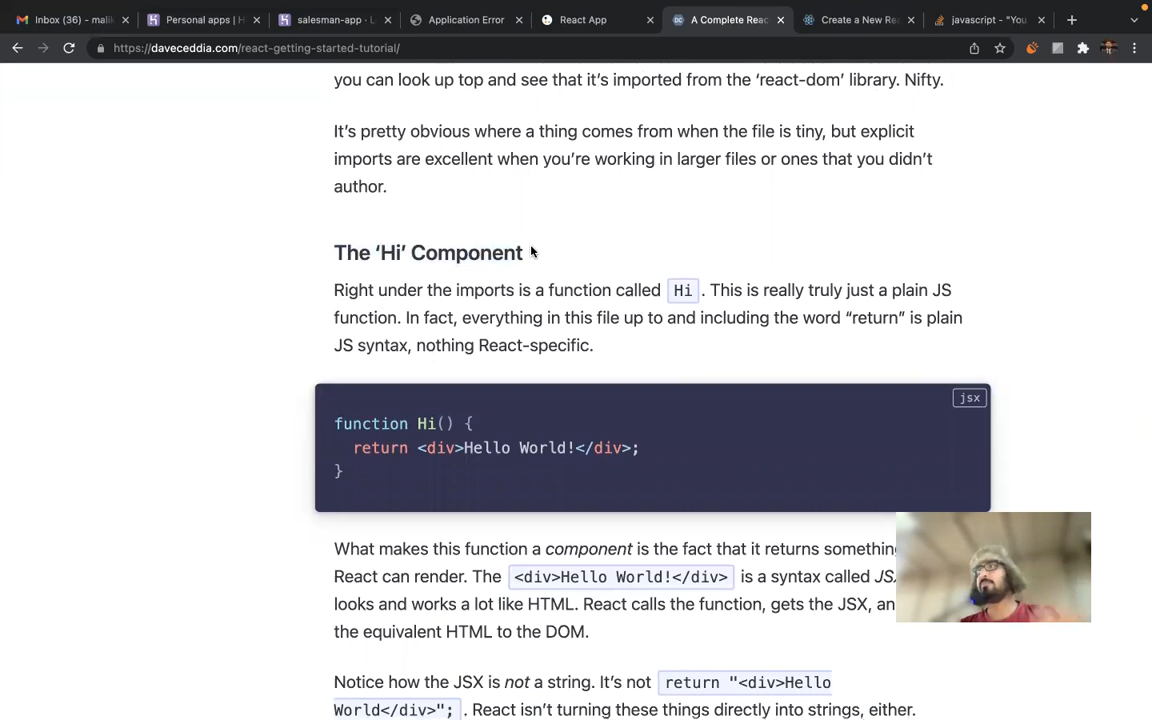 Inbox (36) - mali
Personal apps | H
salesman-app · L
Application Error
React App
A Complete Reac
Create a New Re
javascript - "You
https://daveceddia.com/react-getting-started-tutorial/
you can look up top and see that it's imported from the 'react-dom' library. Nifty.
It's pretty obvious where a thing comes from when the file is tiny, but explicit
imports are excellent when you're working in larger files or ones that you didn't
author.
The 'Hi' Component
Right under the imports is a function called Hi . This is really truly just a plain JS
function. In fact, everything in this file up to and including the word “return” is plain
JS syntax, nothing React-specific.
jsx
function Hi() {
return <div>Hello World!</div>;
}
What makes this function a component is the fact that it returns something
React can render. The <div>Hello World!</div> is a syntax called JS
looks and works a lot like HTML. React calls the function, gets the JSX, an
the equivalent HTML to the DOM.
Notice how the JSX is not a string. It's not return "<div>Hello
World</div>"; . React isn't turning these things directly into strings, either.